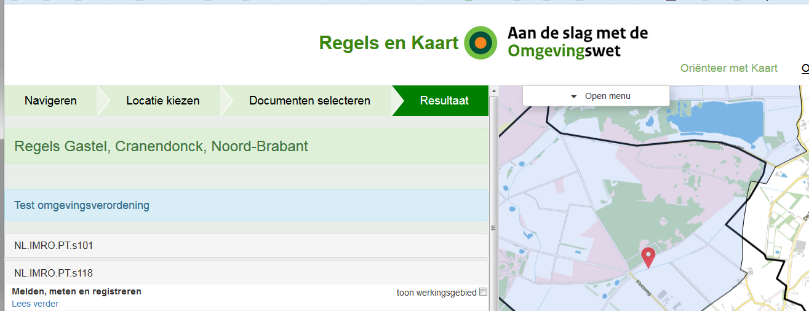 Regels en Kaart
Aan de slag met de
Omgevingswet
Oriënteer met Kaart
Navigeren
Locatie kiezen
Documenten selecteren
Resultaat
Open menu
Regels Gastel, Cranendonck, Noord-Brabant
Test omgevingsverordening
NL.IMRO.PT.s101
NL.IMRO.PT.s118
Melden, meten en registreren
toon werkingsgebied
Lees verder